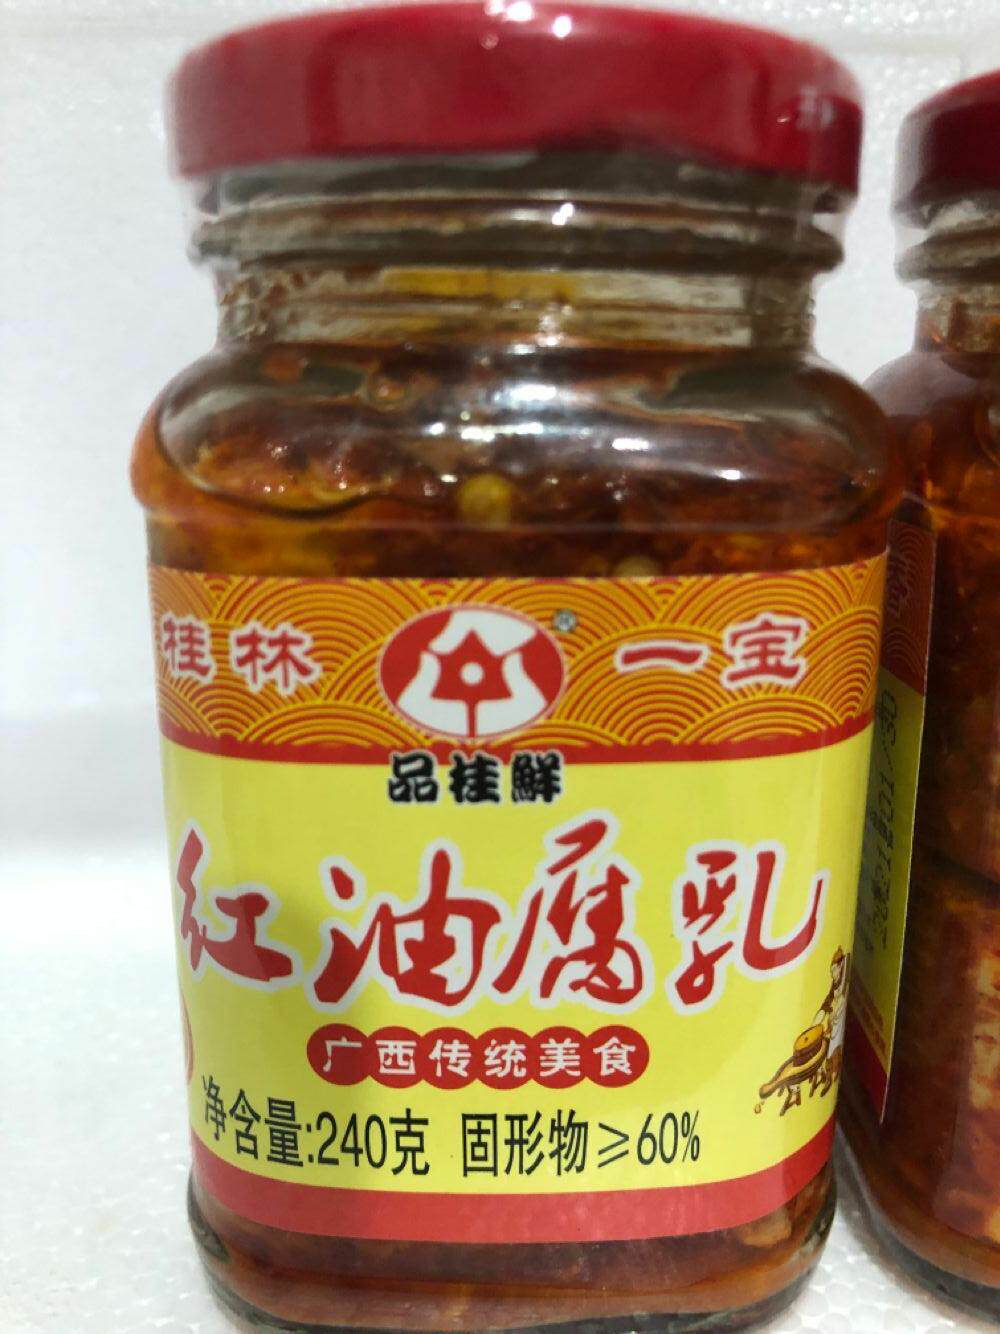 桂林 一宝
品桂鲜
红油腐乳
广西传统美食
净含量:240克 固形物≥60%